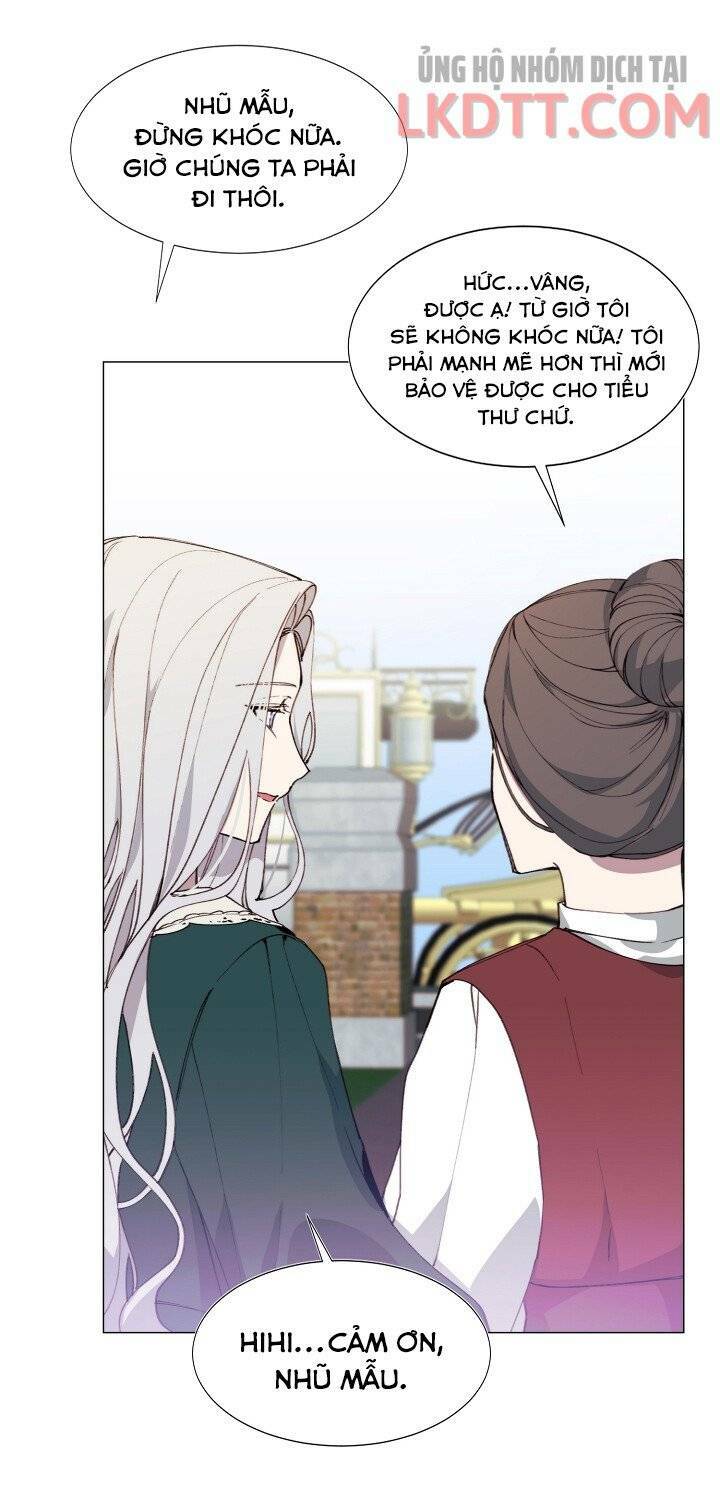 ỦNG HỘ NHÓM DỊCH TẠI
LKDTT.COM
NHŨ MẪU,
ĐỪNG KHÓC NỮA.
GIỜ CHÚNG TA PHẢI
ĐI THÔI.
HỨC...VÂNG,
ĐƯỢC Ạ! TỪ GIỜ TÔI
SẼ KHÔNG KHÓC NỮA! TÔI
PHẢI MẠNH MẼ HƠN THÌ MỚI
BẢO VỆ ĐƯỢC CHO TIỂU
THƯ CHỨ.
HIHI...CẢM ƠN,
NHŨ MẪU.